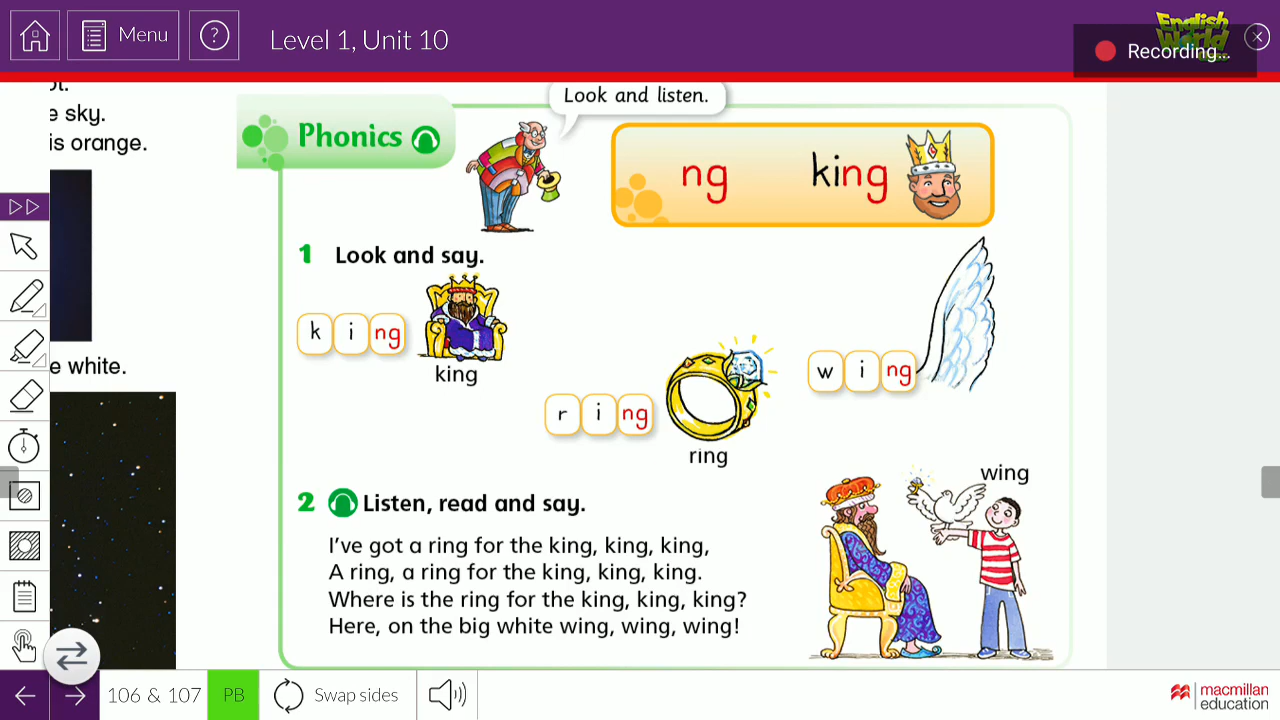 Menu
?
Level 1, Unit 10
English World
Recording...
e sky.
is orange.
e white.
Look and listen.
Phonics
ng king
1 Look and say.
k i ng
king
r i ng
ring
w i ng
wing
2 Listen, read and say.
I've got a ring for the king, king, king,
A ring, a ring for the king, king, king.
Where is the ring for the king, king, king?
Here, on the big white wing, wing, wing!
106 & 107
PB
Swap sides
macmillan
education